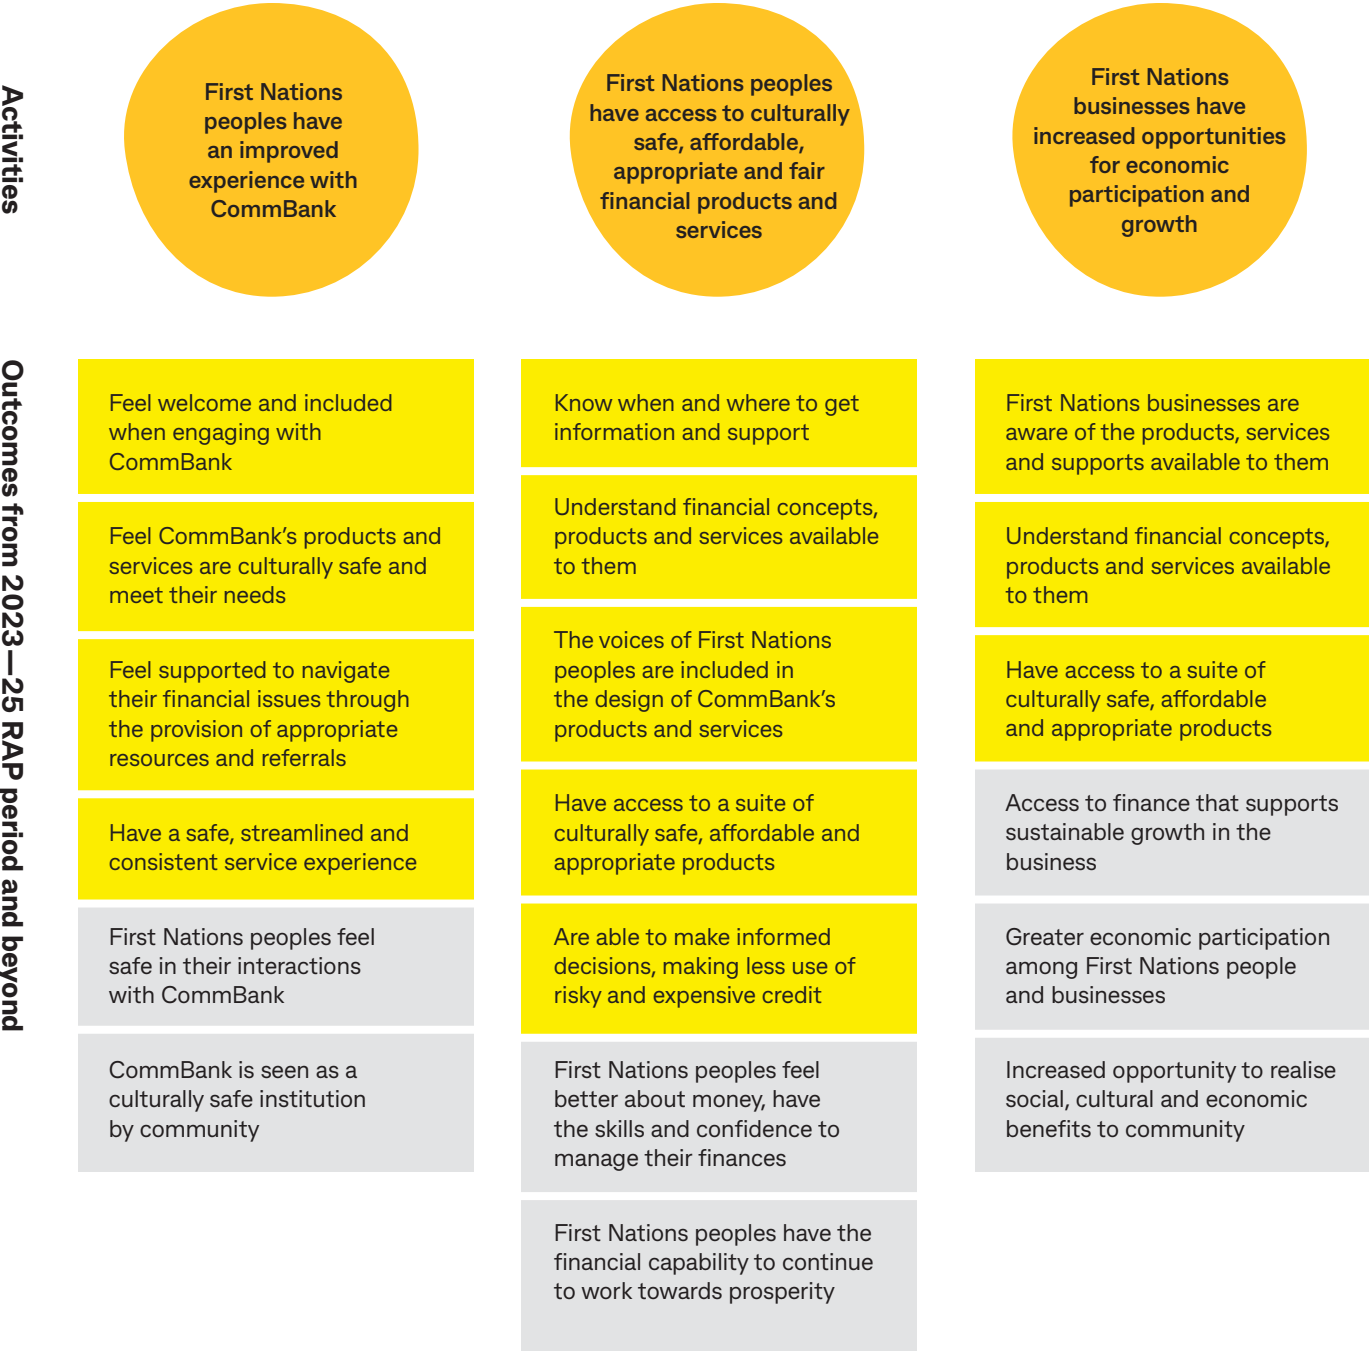 Activities
First Nations
peoples have
an improved
experience with
CommBank
First Nations peoples
have access to culturally
safe, affordable,
appropriate and fair
financial products and
services
First Nations
businesses have
increased opportunities
for economic
participation and
growth
Outcomes from 2023—25 RAP period and beyond
Feel welcome and included
when engaging with
CommBank
Feel CommBank’s products and
services are culturally safe and
meet their needs
Feel supported to navigate
their financial issues through
the provision of appropriate
resources and referrals
Have a safe, streamlined and
consistent service experience
First Nations peoples feel
safe in their interactions
with CommBank
CommBank is seen as a
culturally safe institution
by community
Know when and where to get
information and support
Understand financial concepts,
products and services available
to them
The voices of First Nations
peoples are included in
the design of CommBank’s
products and services
Have access to a suite of
culturally safe, affordable and
appropriate products
Are able to make informed
decisions, making less use of
risky and expensive credit
First Nations peoples feel
better about money, have
the skills and confidence to
manage their finances
First Nations peoples have the
financial capability to continue
to work towards prosperity
First Nations businesses are
aware of the products, services
and supports available to them
Understand financial concepts,
products and services available
to them
Have access to a suite of
culturally safe, affordable
and appropriate products
Access to finance that supports
sustainable growth in the
business
Greater economic participation
among First Nations people
and businesses
Increased opportunity to realise
social, cultural and economic
benefits to community